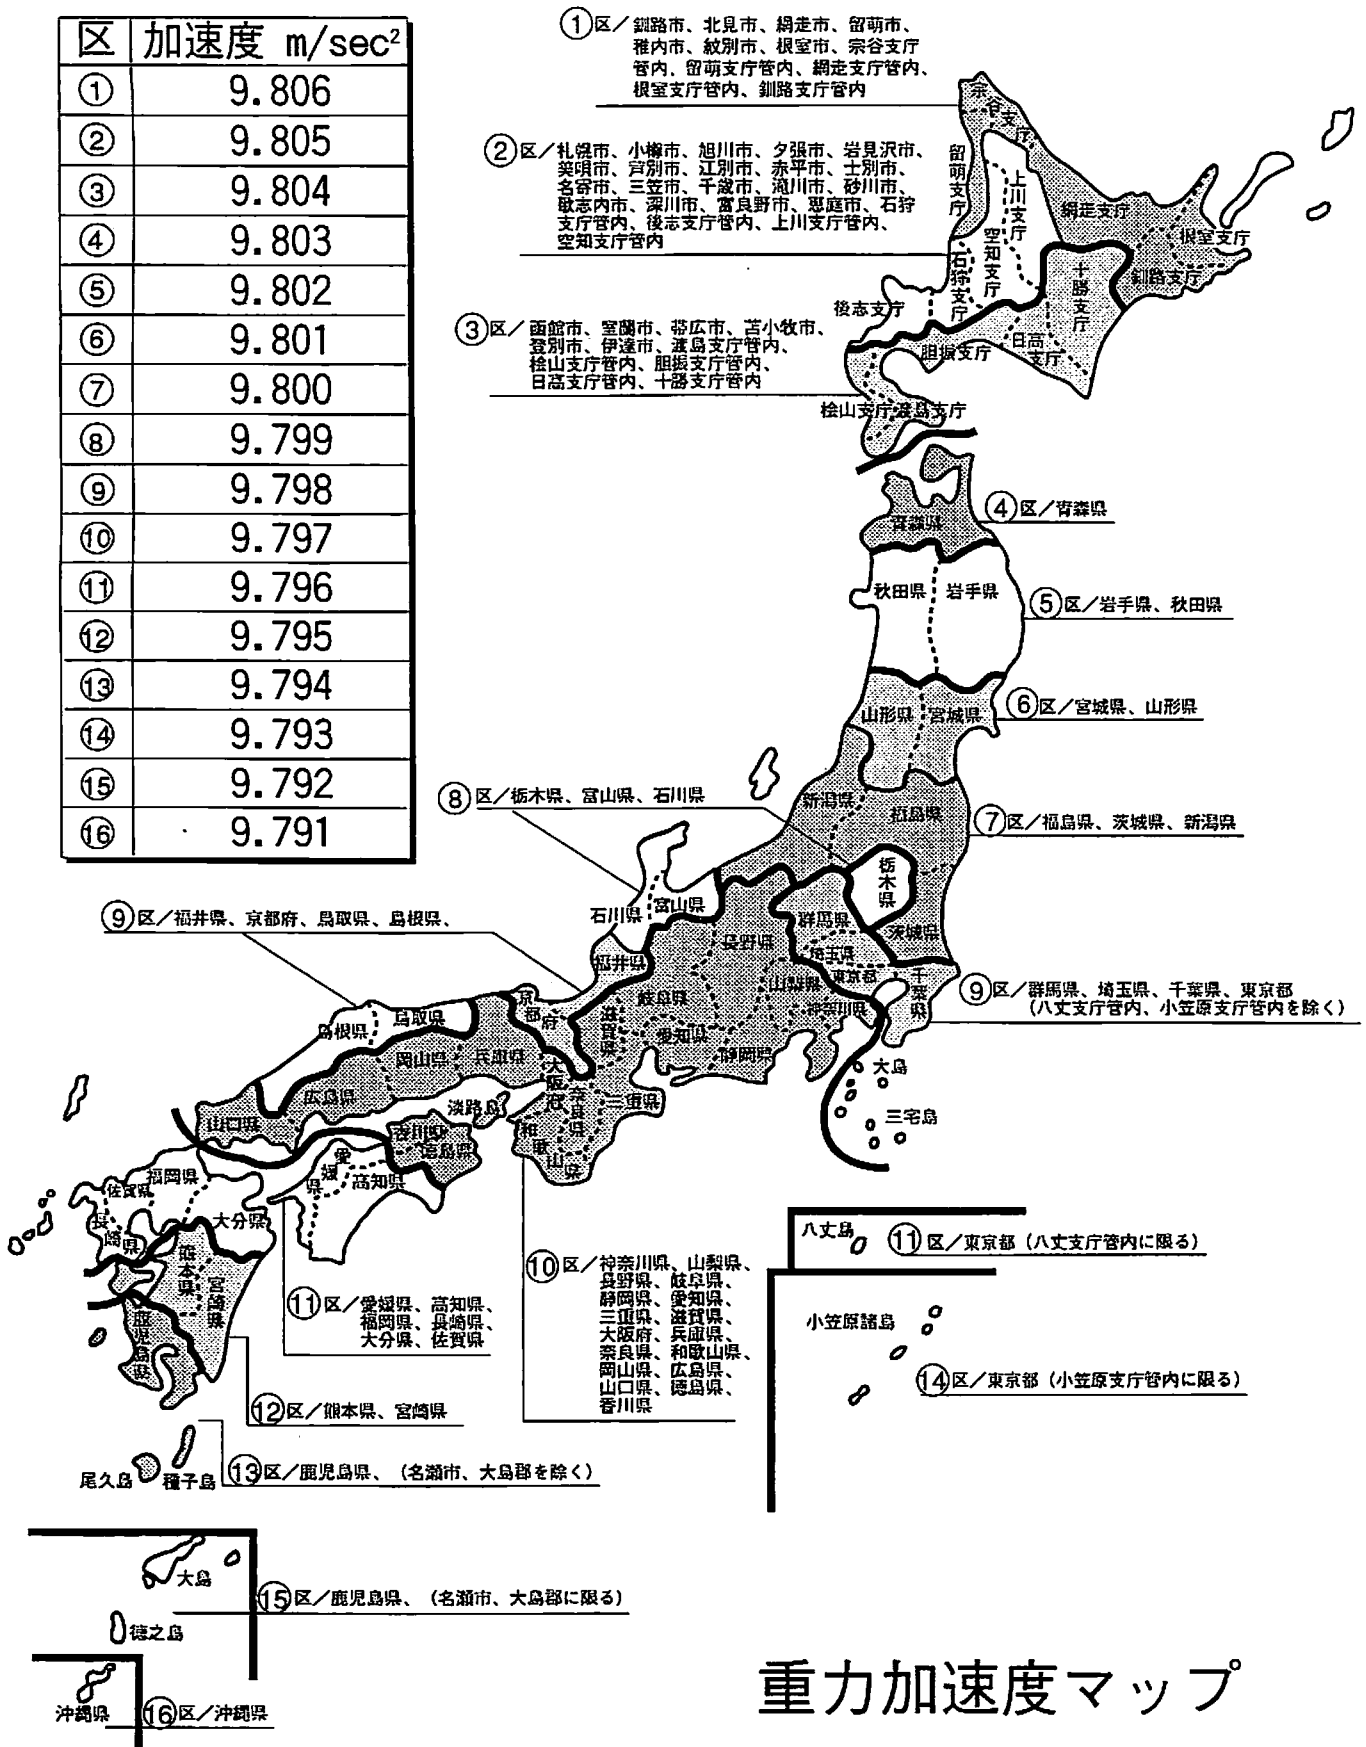 区 加速度 m/sec²
① 9.806
② 9.805
③ 9.804
④ 9.803
⑤ 9.802
⑥ 9.801
⑦ 9.800
⑧ 9.799
⑨ 9.798
⑩ 9.797
⑪ 9.796
⑫ 9.795
⑬ 9.794
⑭ 9.793
⑮ 9.792
⑯ 9.791
①区/釧路市、北見市、網走市、留萌市、
稚内市、紋別市、根室市、宗谷支庁
管内、留萌支庁管内、網走支庁管内、
根室支庁管内、釧路支庁管内
②区/札幌市、小樽市、旭川市、夕張市、岩見沢市、
美唄市、芦別市、江別市、赤平市、士別市、
名寄市、三笠市、千歳市、滝川市、砂川市、
歌志内市、深川市、富良野市、恵庭市、石狩
支庁管内、後志支庁管内、上川支庁管内、
空知支庁管内
③区/函館市、室蘭市、帯広市、苫小牧市、
登別市、伊達市、渡島支庁管内、
桧山支庁管内、胆振支庁管内、
日高支庁管内、十勝支庁管内
宗谷支庁
留萌支庁
上川支庁
網走支庁
根室支庁
釧路支庁
空知支庁
石狩支庁
十勝支庁
後志支庁
胆振支庁
日高支庁
桧山支庁
渡島支庁
④区/青森県
青森県
⑤区/岩手県、秋田県
秋田県
岩手県
⑥区/宮城県、山形県
山形県
宮城県
⑧区/栃木県、富山県、石川県
⑦区/福島県、茨城県、新潟県
新潟県
福島県
栃木県
茨城県
⑨区/福井県、京都府、鳥取県、島根県、
石川県
富山県
群馬県
長野県
埼玉県
福井県
山梨県
東京都
千葉県
⑨区/群馬県、埼玉県、千葉県、東京都
(八丈支庁管内、小笠原支庁管内を除く)
岐阜県
神奈川県
京都府
滋賀県
愛知県
静岡県
島根県
鳥取県
岡山県
兵庫県
大阪府
奈良県
三重県
和歌山県
広島県
山口県
淡路島
香川県
徳島県
愛媛県
高知県
大島
三宅島
福岡県
佐賀県
長崎県
大分県
熊本県
宮崎県
鹿児島県
八丈島
⑪区/東京都(八丈支庁管内に限る)
⑩区/神奈川県、山梨県、
長野県、岐阜県、
静岡県、愛知県、
三重県、滋賀県、
大阪府、兵庫県、
奈良県、和歌山県、
岡山県、広島県、
山口県、徳島県、
香川県
⑪区/愛媛県、高知県、
福岡県、長崎県、
大分県、佐賀県
小笠原諸島
⑭区/東京都(小笠原支庁管内に限る)
⑫区/熊本県、宮崎県
⑬区/鹿児島県、(名瀬市、大島郡を除く)
尾久島
種子島
大島
⑮区/鹿児島県、(名瀬市、大島郡に限る)
徳之島
沖縄県
⑯区/沖縄県
重力加速度マップ